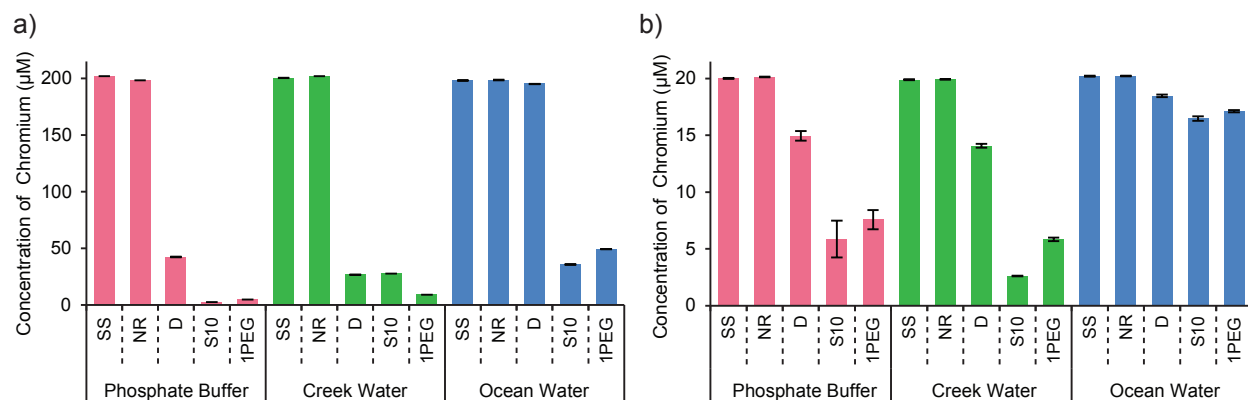 a)
Concentration of Chromium (µM)
200
150
100
50
0
SS NR D S10 1PEG SS NR D S10 1PEG SS NR D S10 1PEG
Phosphate Buffer Creek Water Ocean Water
b)
Concentration of Chromium (µM)
20
15
10
5
0
SS NR D S10 1PEG SS NR D S10 1PEG SS NR D S10 1PEG
Phosphate Buffer Creek Water Ocean Water